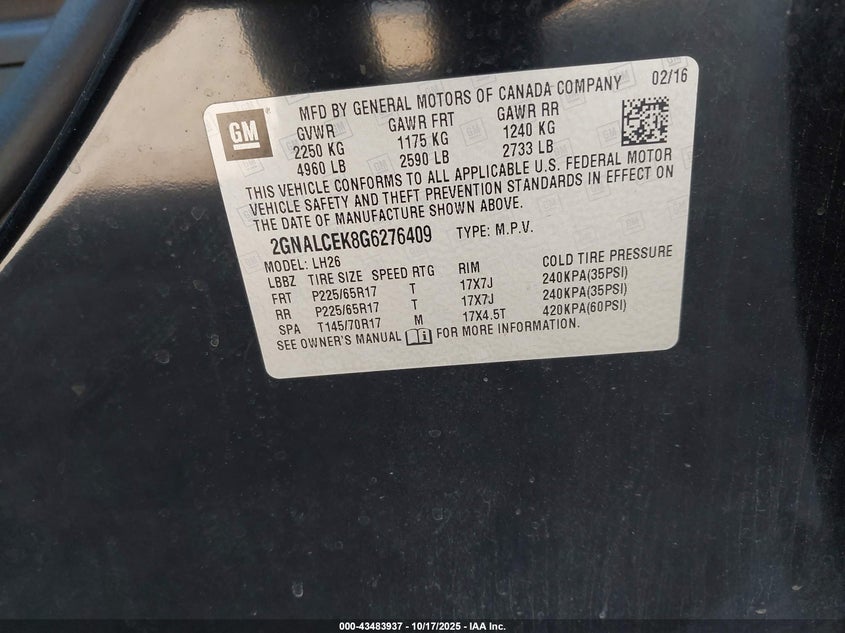 MFD BY GENERAL MOTORS OF CANADA COMPANY 02/16
GM
GVWR GAWR FRT GAWR RR
2250 KG 1175 KG 1240 KG
4960 LB 2590 LB 2733 LB
THIS VEHICLE CONFORMS TO ALL APPLICABLE U.S. FEDERAL MOTOR
VEHICLE SAFETY AND THEFT PREVENTION STANDARDS IN EFFECT ON
THE DATE OF MANUFACTURE SHOWN ABOVE.
2GNALCEK8G6276409 TYPE: M.P.V.
MODEL: LH26
LBBZ TIRE SIZE SPEED RTG RIM COLD TIRE PRESSURE
FRT P225/65R17 T 17X7J 240KPA(35PSI)
RR P225/65R17 T 17X7J 240KPA(35PSI)
SPA T145/70R17 M 17X4.5T 420KPA(60PSI)
SEE OWNER'S MANUAL FOR MORE INFORMATION.
000-43483937 - 10/17/2025 - IAA Inc.